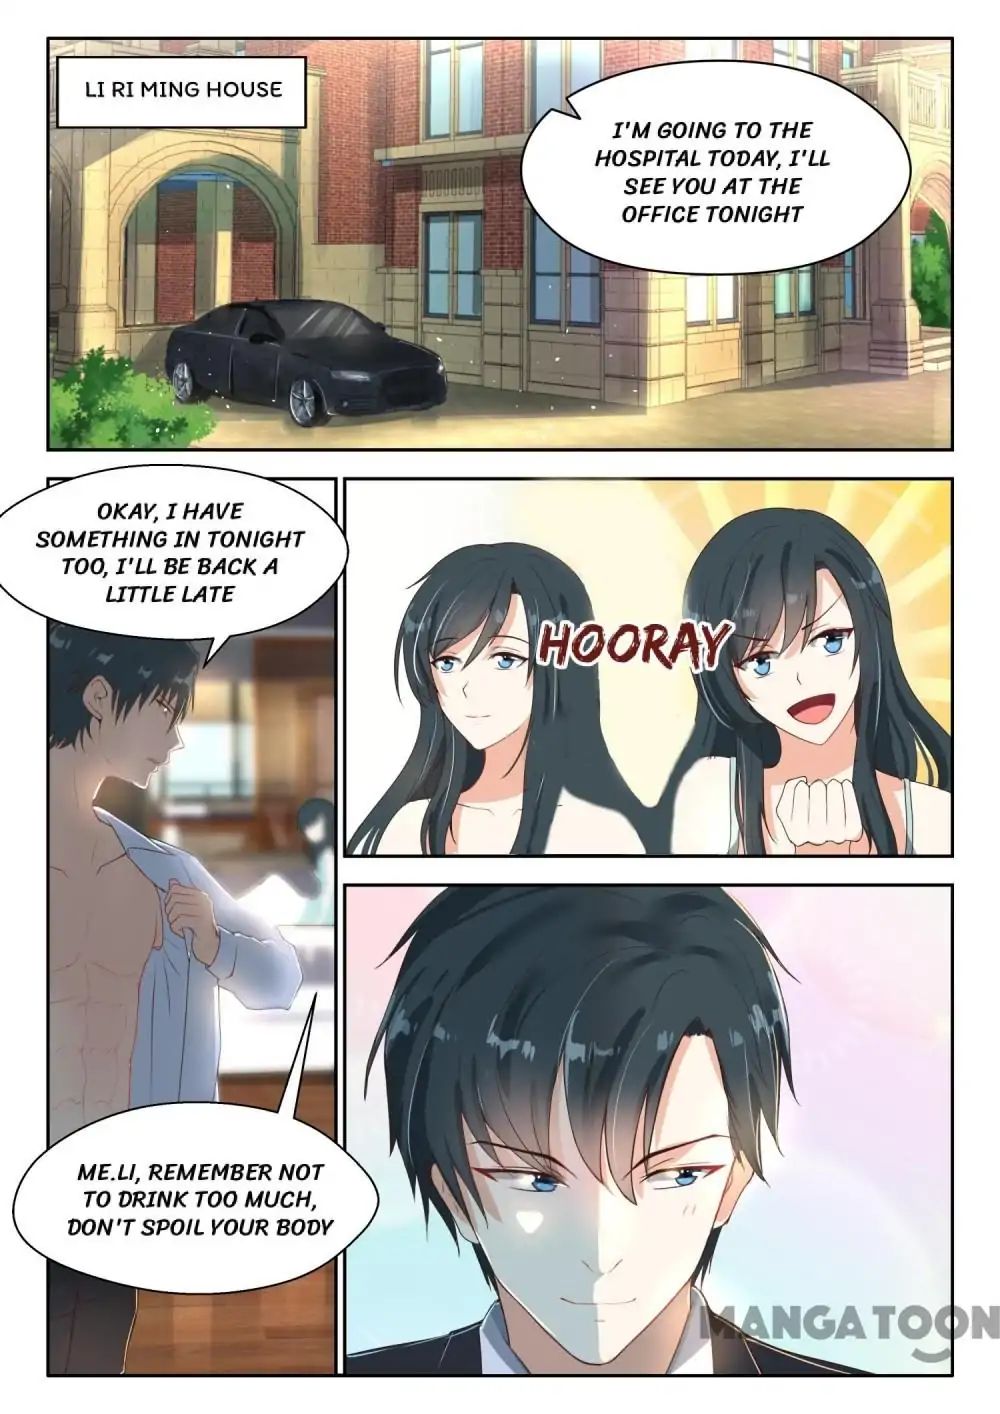 LI RI MING HOUSE
I'M GOING TO THE
HOSPITAL TODAY, I'LL
SEE YOU AT THE
OFFICE TONIGHT
OKAY, I HAVE
SOMETHING IN TONIGHT
TOO, I'LL BE BACK A
LITTLE LATE
HOORAY
ME.LI, REMEMBER NOT
TO DRINK TOO MUCH,
DON'T SPOIL YOUR BODY
MANGATOON